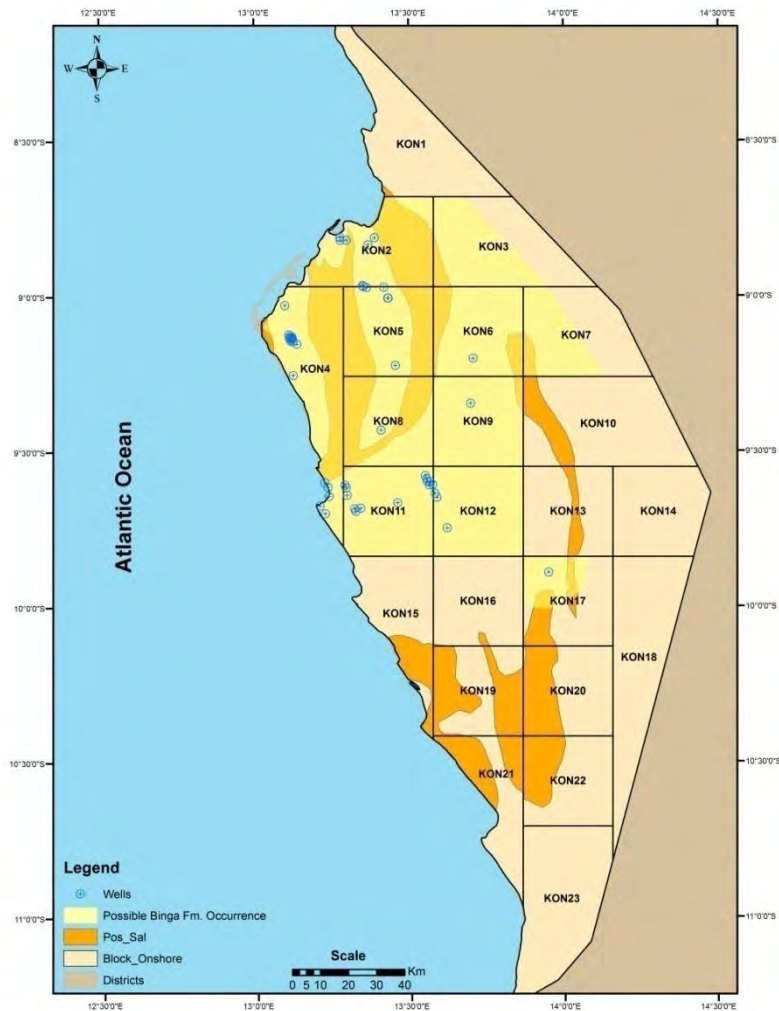 12°30'0"E 13°0'0"E 13°30'0"E 14°0'0"E 14°30'0"E
N
W E
S
8°30'0"S 8°30'0"S
KON1
KON2 KON3
9°0'0"S 9°0'0"S
KON5 KON6 KON7
KON4
KON8 KON9 KON10
9°30'0"S 9°30'0"S
KON11 KON12 KON13 KON14
Atlantic Ocean
10°0'0"S 10°0'0"S
KON15 KON16 KON17
KON18
KON19 KON20
10°30'0"S 10°30'0"S
KON21 KON22
Legend
Wells
Possible Binga Fm. Occurrence
Pos_Sal
Block_Onshore
Districts
KON23
11°0'0"S 11°0'0"S
Scale
Km
0 5 10 20 30 40
12°30'0"E 13°0'0"E 13°30'0"E 14°0'0"E 14°30'0"E